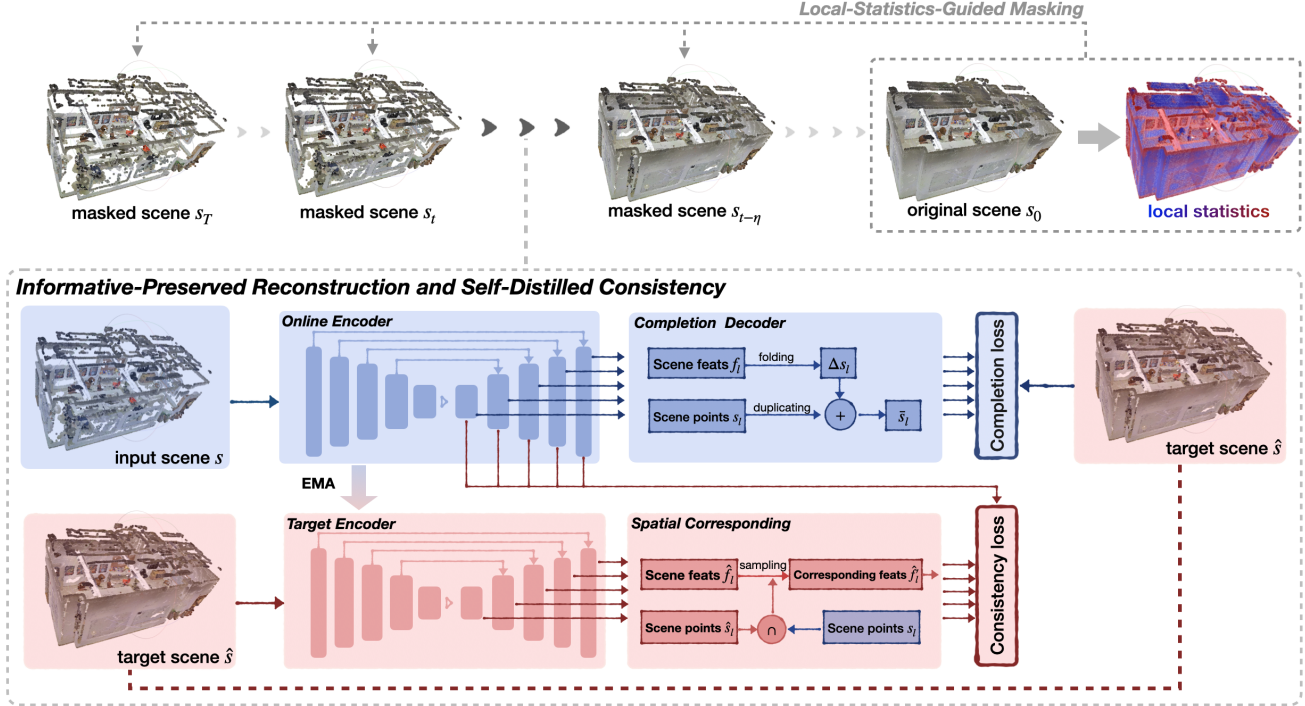 Local-Statistics-Guided Masking
masked scene s_T
masked scene s_t
masked scene s_{t−η}
original scene s_0
local statistics
Informative-Preserved Reconstruction and Self-Distilled Consistency
input scene s
Online Encoder
Completion Decoder
Scene feats f_l
folding
Δs_l
Scene points s_l
duplicating
+
s̄_l
Completion loss
target scene ŝ
EMA
target scene ŝ
Target Encoder
Spatial Corresponding
Scene feats f̂_l
sampling
Corresponding feats f̂'_l
Scene points ŝ_l
∩
Scene points s_l
Consistency loss